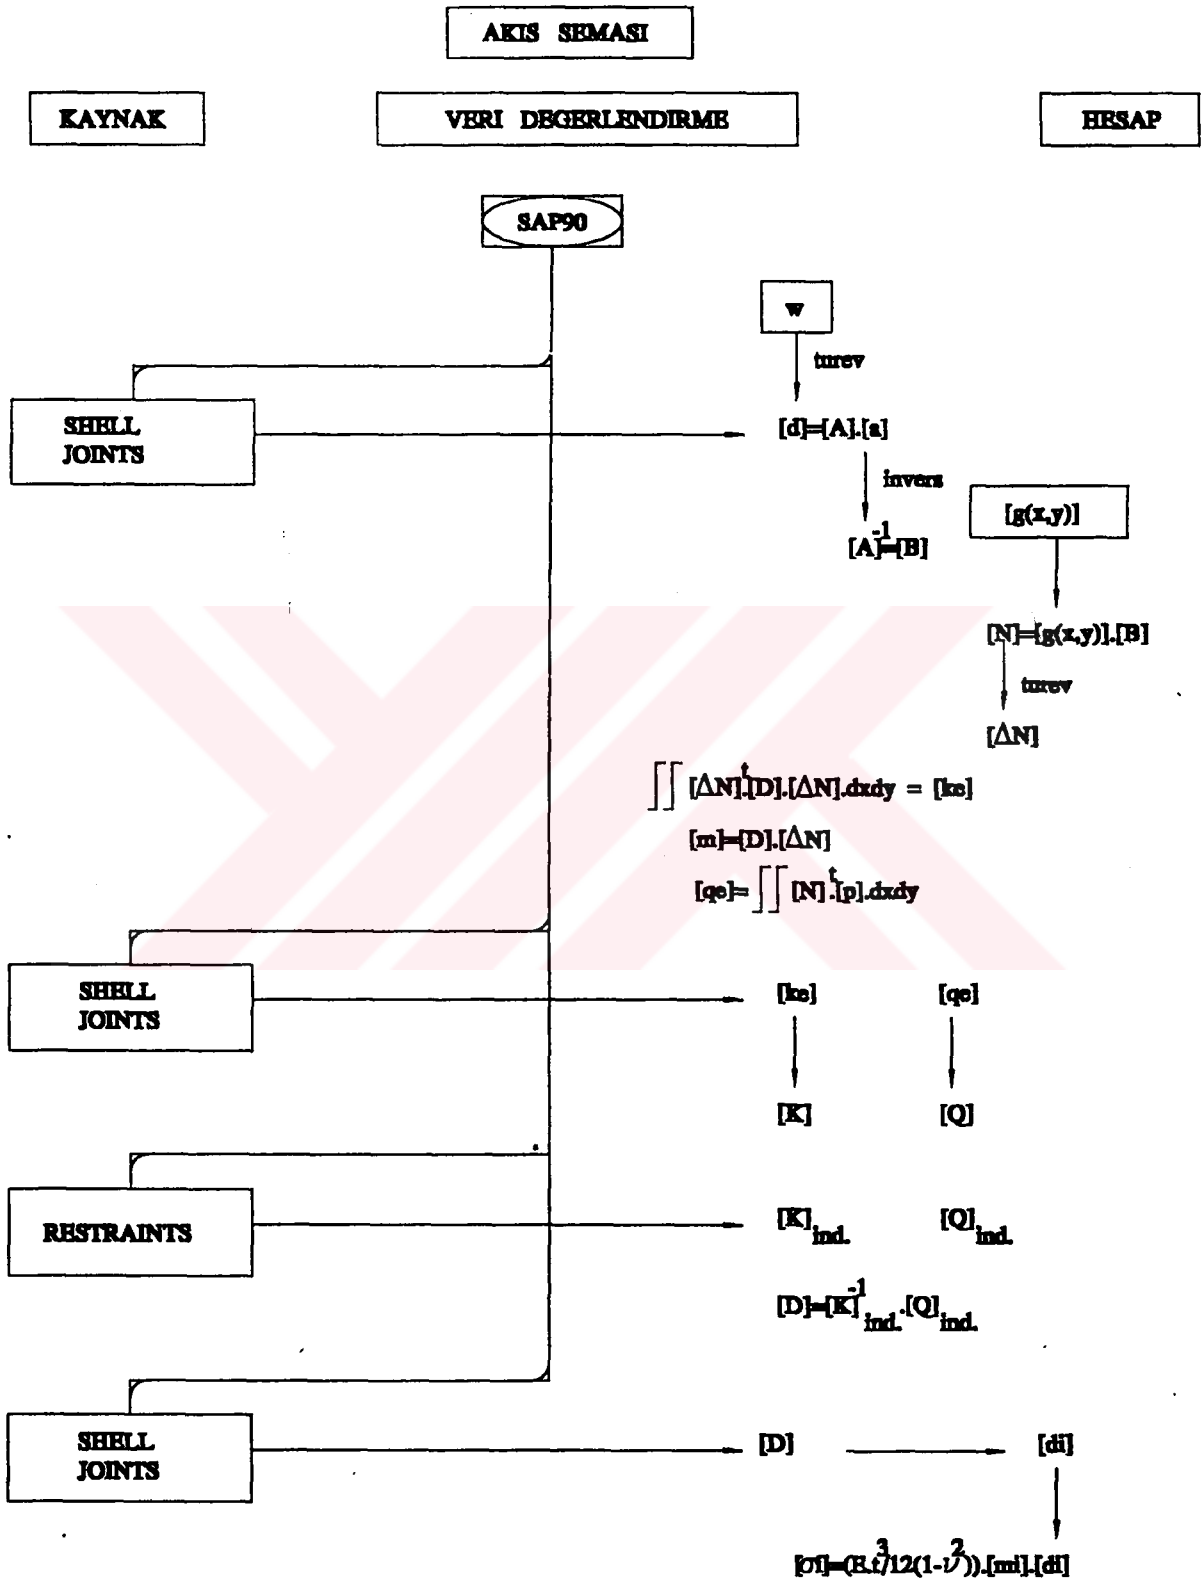 AKIS SEMASI
KAYNAK
VERI DEGERLENDIRME
HESAP
SAP90
w
turev
SHELL
JOINTS
[d]=[A].[a]
invers
[g(x,y)]
[A]⁻¹=[B]
[N]=[g(x,y)].[B]
turev
[ΔN]
∬ [ΔN]ᵗ.[D].[ΔN].dxdy = [ke]
[m]=[D].[ΔN]
[qe]=∬ [N]ᵗ.[p].dxdy
SHELL
JOINTS
[ke] [qe]
[K] [Q]
RESTRAINTS
[K]ind. [Q]ind.
[D]=[K]⁻¹ind.[Q]ind.
SHELL
JOINTS
[D] [di]
[σi]=(E.t³/12(1-ν²)).[mi].[di]